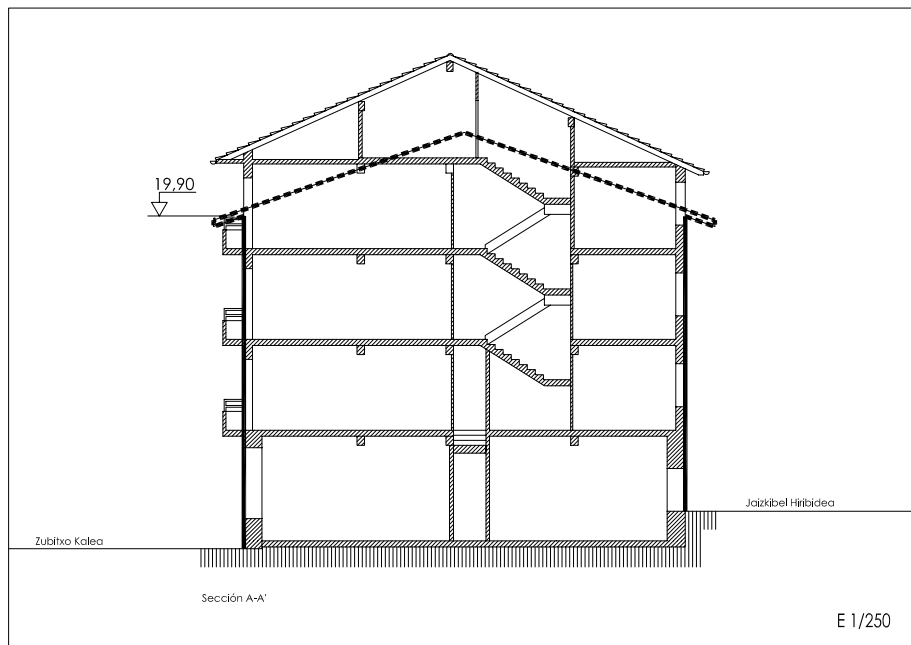 19,90
Jaizkibel Hiribidea
Zubitxo Kalea
Sección A-A'
E 1/250